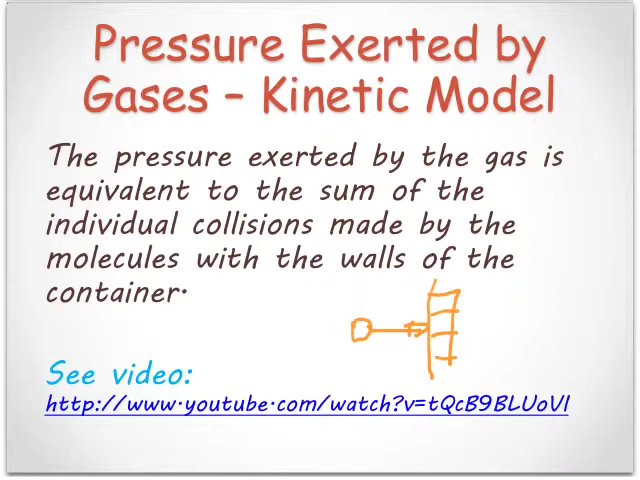 Pressure Exerted by
Gases – Kinetic Model
The pressure exerted by the gas is
equivalent to the sum of the
individual collisions made by the
molecules with the walls of the
container.
See video:
http://www.youtube.com/watch?v=tQcB9BLUoVI